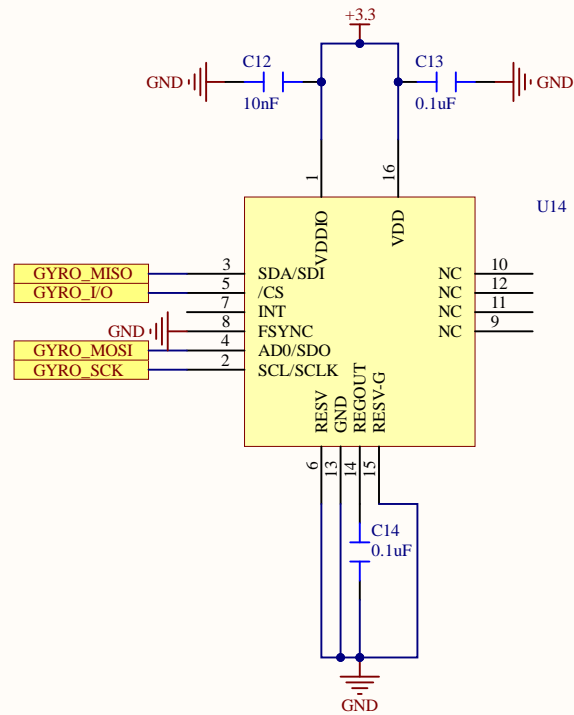 +3.3
C12
C13
GND
GND
10nF
0.1uF
1
16
VDDIO
VDD
U14
GYRO_MISO
3
SDA/SDI
NC
10
GYRO_I/O
5
/CS
NC
12
7
INT
NC
11
GND
8
FSYNC
NC
9
GYRO_MOSI
4
AD0/SDO
GYRO_SCK
2
SCL/SCLK
RESV
GND
REGOUT
RESV-G
6
13
14
15
C14
0.1uF
GND